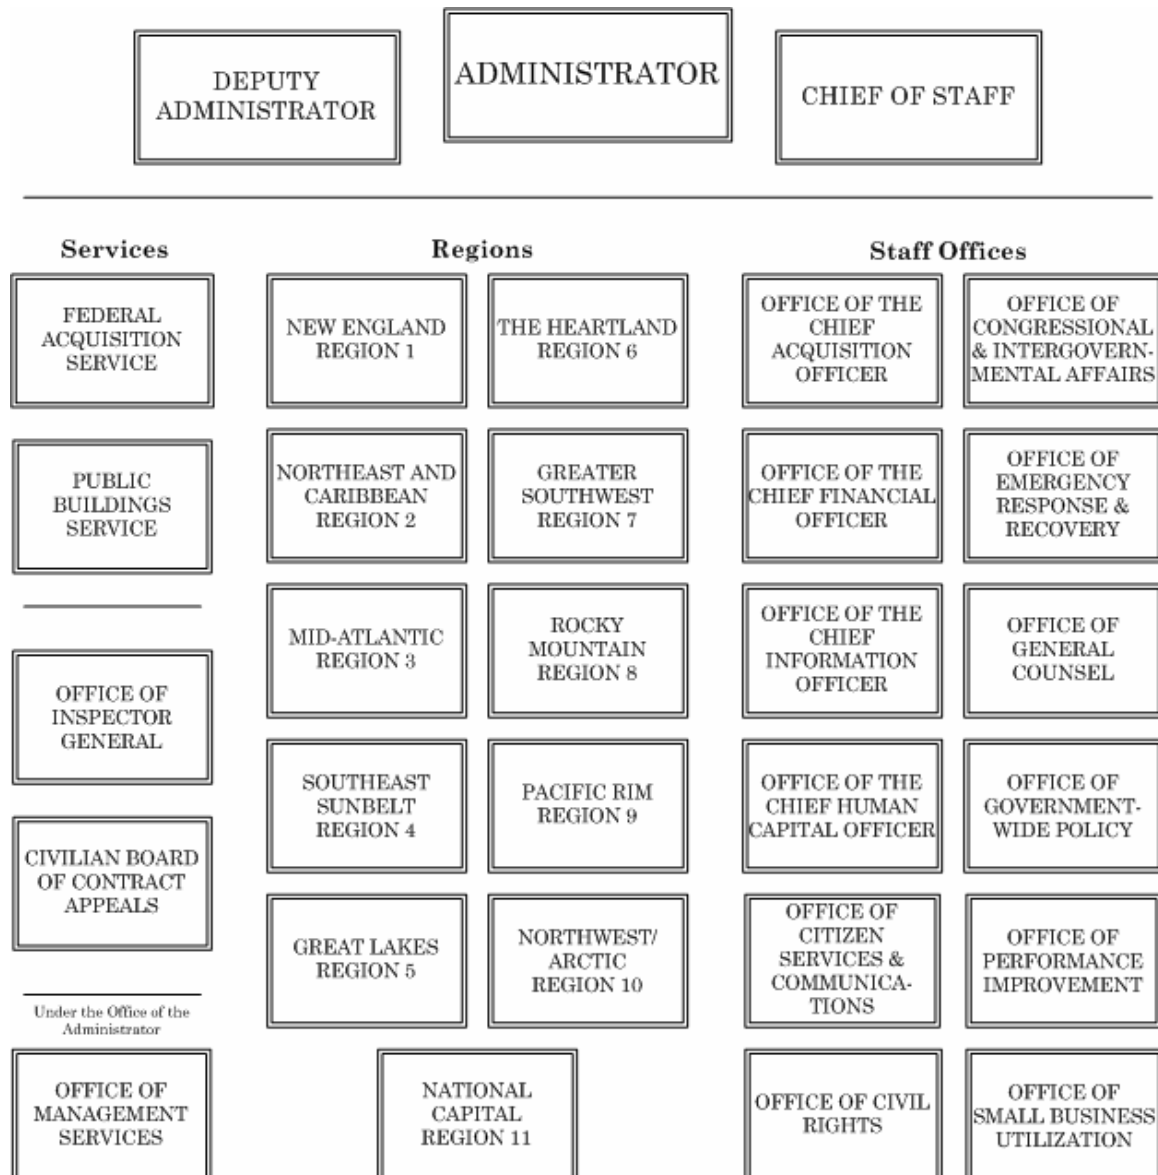 DEPUTY
ADMINISTRATOR
ADMINISTRATOR
CHIEF OF STAFF
Services
FEDERAL
ACQUISITION
SERVICE
PUBLIC
BUILDINGS
SERVICE
OFFICE OF
INSPECTOR
GENERAL
CIVILIAN BOARD
OF CONTRACT
APPEALS
Under the Office of the
Administrator
OFFICE OF
MANAGEMENT
SERVICES
Regions
NEW ENGLAND
REGION 1
THE HEARTLAND
REGION 6
NORTHEAST AND
CARIBBEAN
REGION 2
GREATER
SOUTHWEST
REGION 7
MID-ATLANTIC
REGION 3
ROCKY
MOUNTAIN
REGION 8
SOUTHEAST
SUNBELT
REGION 4
PACIFIC RIM
REGION 9
GREAT LAKES
REGION 5
NORTHWEST/
ARCTIC
REGION 10
NATIONAL
CAPITAL
REGION 11
Staff Offices
OFFICE OF THE
CHIEF
ACQUISITION
OFFICER
OFFICE OF
CONGRESSIONAL
& INTERGOVERN-
MENTAL AFFAIRS
OFFICE OF THE
CHIEF FINANCIAL
OFFICER
OFFICE OF
EMERGENCY
RESPONSE &
RECOVERY
OFFICE OF THE
CHIEF
INFORMATION
OFFICER
OFFICE OF
GENERAL
COUNSEL
OFFICE OF THE
CHIEF HUMAN
CAPITAL OFFICER
OFFICE OF
GOVERNMENT-
WIDE POLICY
OFFICE OF
CITIZEN
SERVICES &
COMMUNICA-
TIONS
OFFICE OF
PERFORMANCE
IMPROVEMENT
OFFICE OF CIVIL
RIGHTS
OFFICE OF
SMALL BUSINESS
UTILIZATION